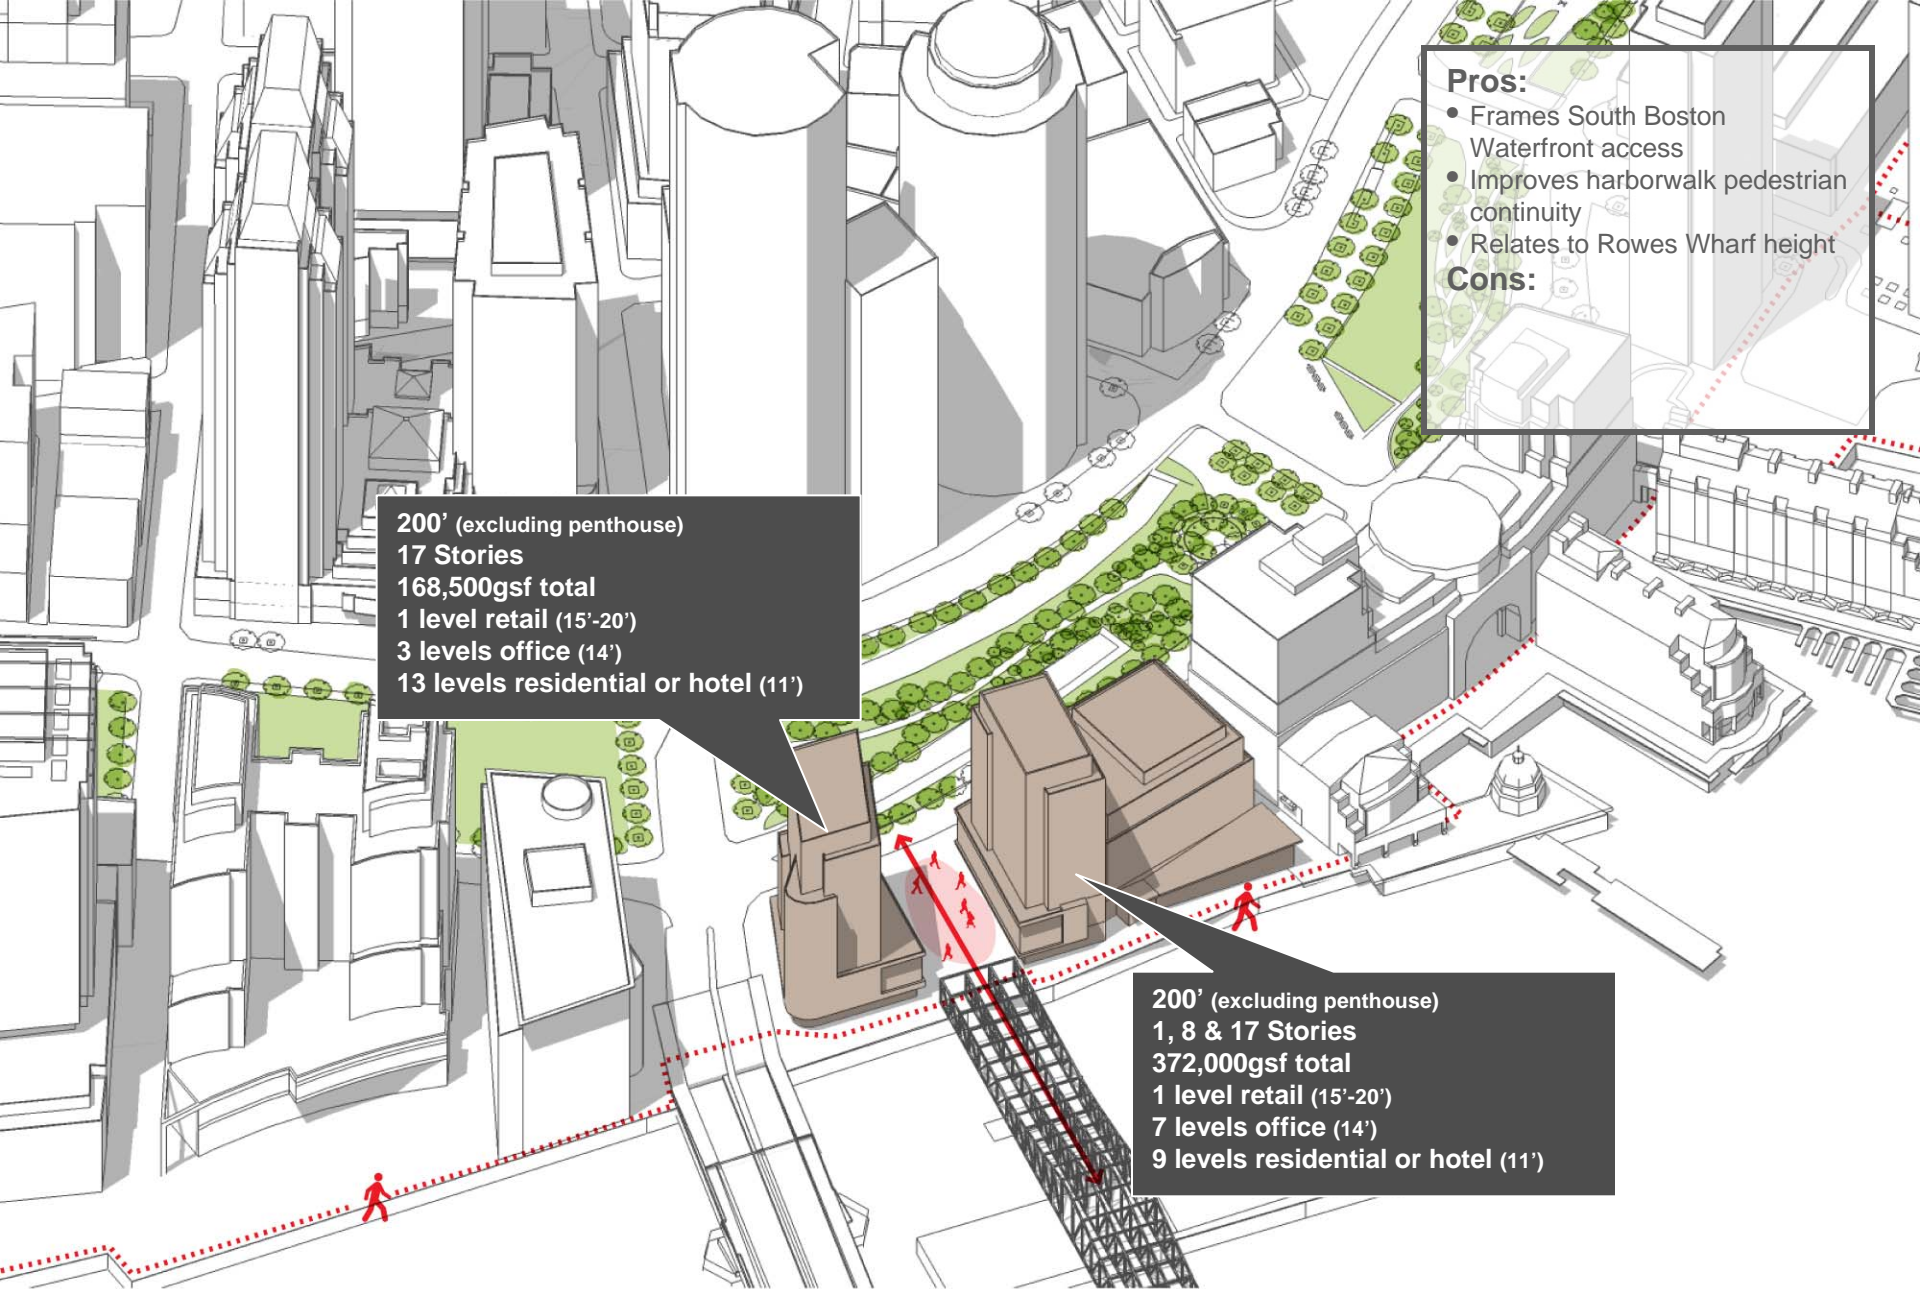 Pros:
• Frames South Boston
Waterfront access
• Improves harborwalk pedestrian
continuity
• Relates to Rowes Wharf height
Cons:
200’ (excluding penthouse)
17 Stories
168,500gsf total
1 level retail (15’-20’)
3 levels office (14’)
13 levels residential or hotel (11’)
200’ (excluding penthouse)
1, 8 & 17 Stories
372,000gsf total
1 level retail (15’-20’)
7 levels office (14’)
9 levels residential or hotel (11’)